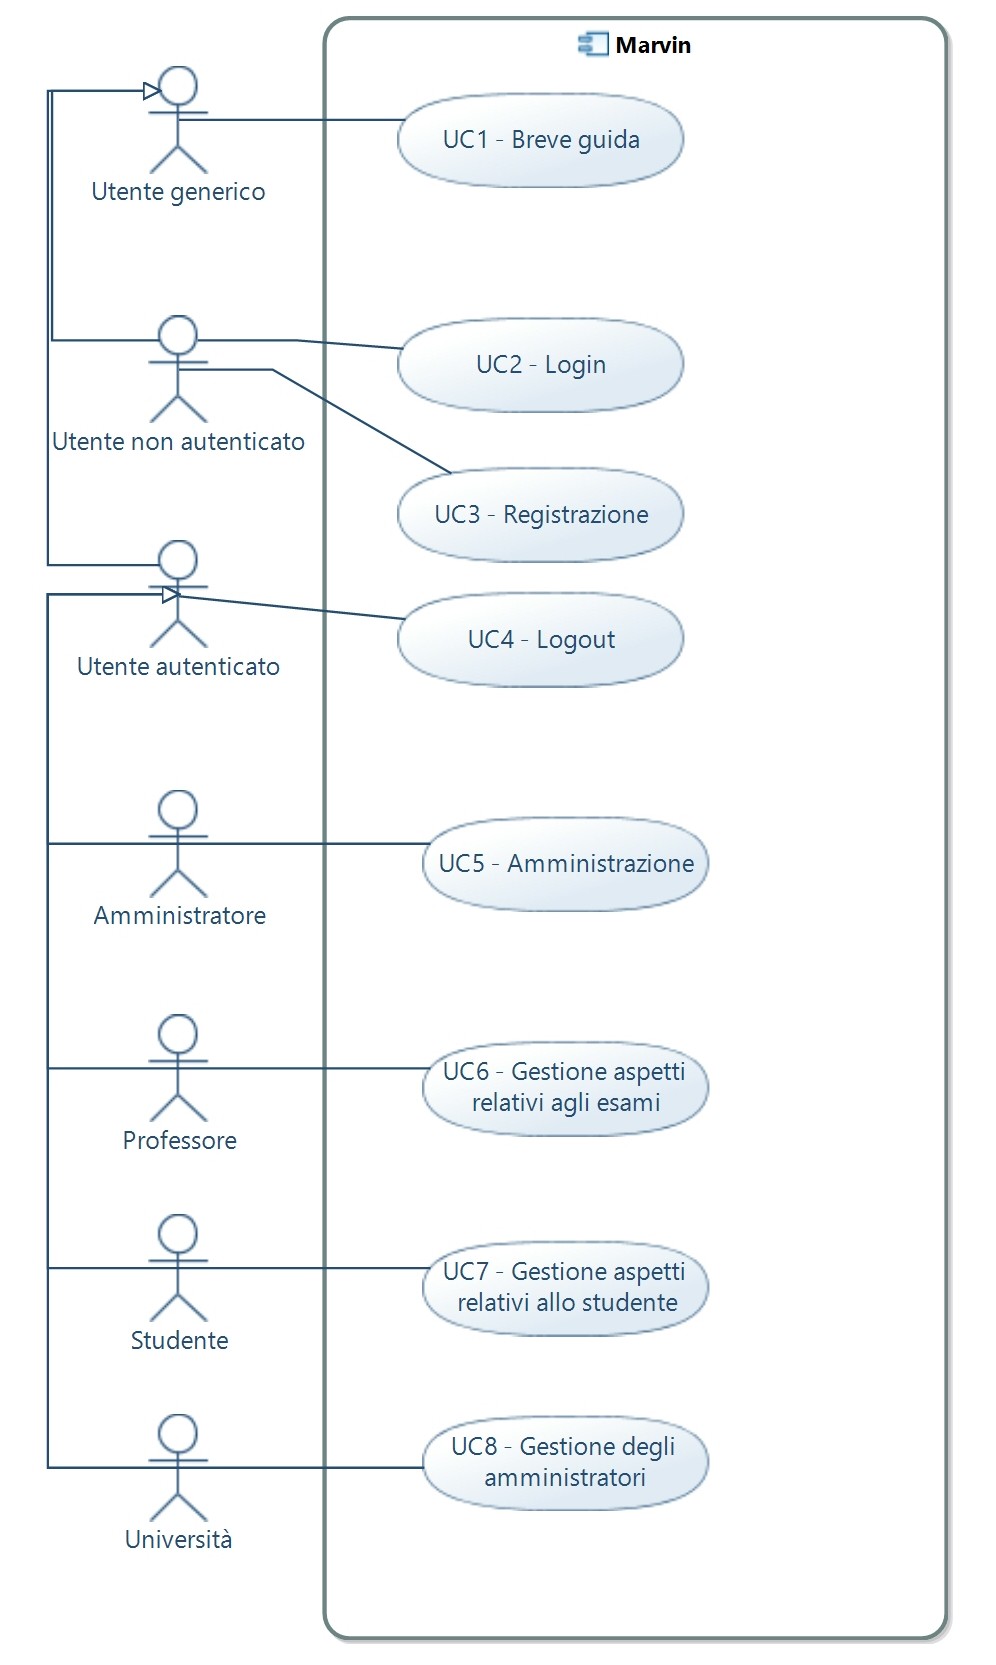 Marvin
UC1 - Breve guida
Utente generico
UC2 - Login
Utente non autenticato
UC3 - Registrazione
UC4 - Logout
Utente autenticato
UC5 - Amministrazione
Amministratore
UC6 - Gestione aspetti
relativi agli esami
Professore
UC7 - Gestione aspetti
relativi allo studente
Studente
UC8 - Gestione degli
amministratori
Università